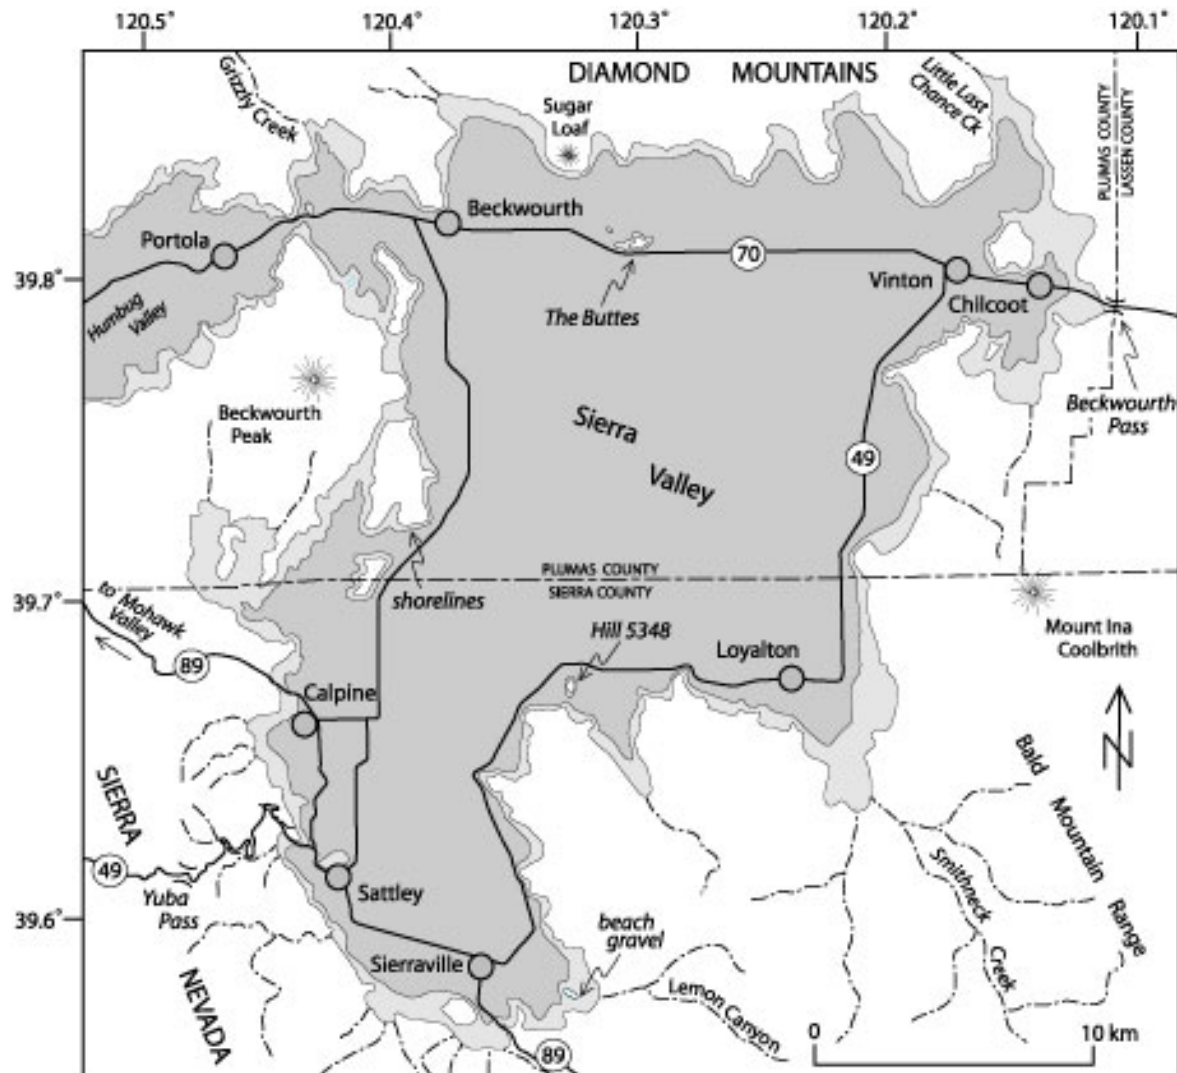 120.5°
120.4°
120.3°
120.2°
120.1°
DIAMOND MOUNTAINS
Grizzly Creek
Sugar
Loaf
Little Last
Chance Ck
PLUMAS COUNTY
LASSEN COUNTY
Beckwourth
Portola
70
39.8°
Humbug
Valley
The Buttes
Vinton
Chilcoot
Beckwourth
Pass
Beckwourth
Peak
Sierra
Valley
49
PLUMAS COUNTY
SIERRA COUNTY
39.7°
to Mohawk
Valley
shorelines
Hill 5348
Loyalton
Mount Ina
Coolbrith
89
Calpine
SIERRA
NEVADA
49
Yuba
Pass
Sattley
39.6°
Sierraville
beach
gravel
Lemon Canyon
Smithneck
Creek
Bald
Mountain
Range
N
89
0
10 km